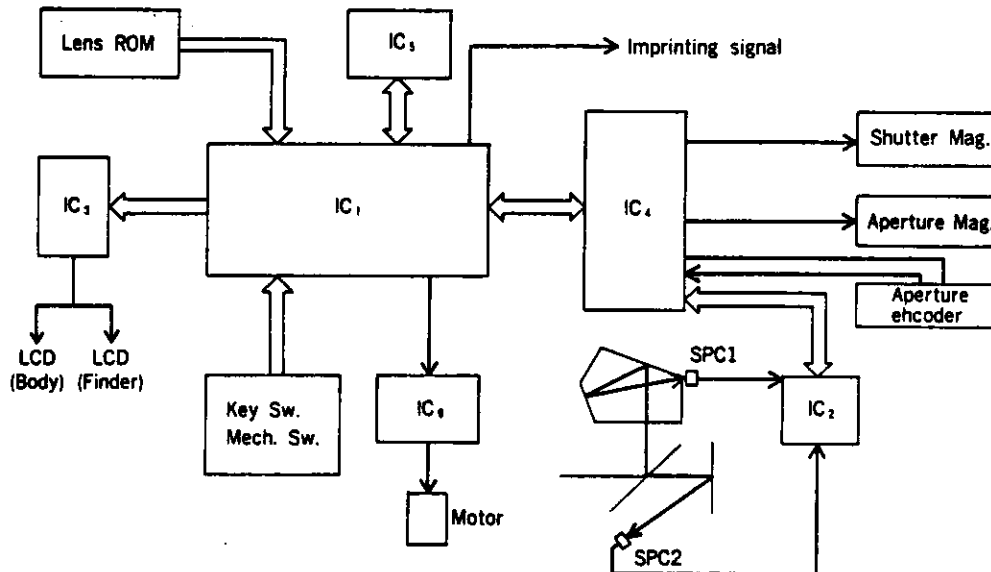 Lens ROM
IC₅
Imprinting signal
Shutter Mag.
IC₃
IC₁
IC₄
Aperture Mag.
Aperture
ehcoder
LCD
(Body)
LCD
(Finder)
SPC1
Key Sw.
Mech. Sw.
IC₆
IC₂
Motor
SPC2